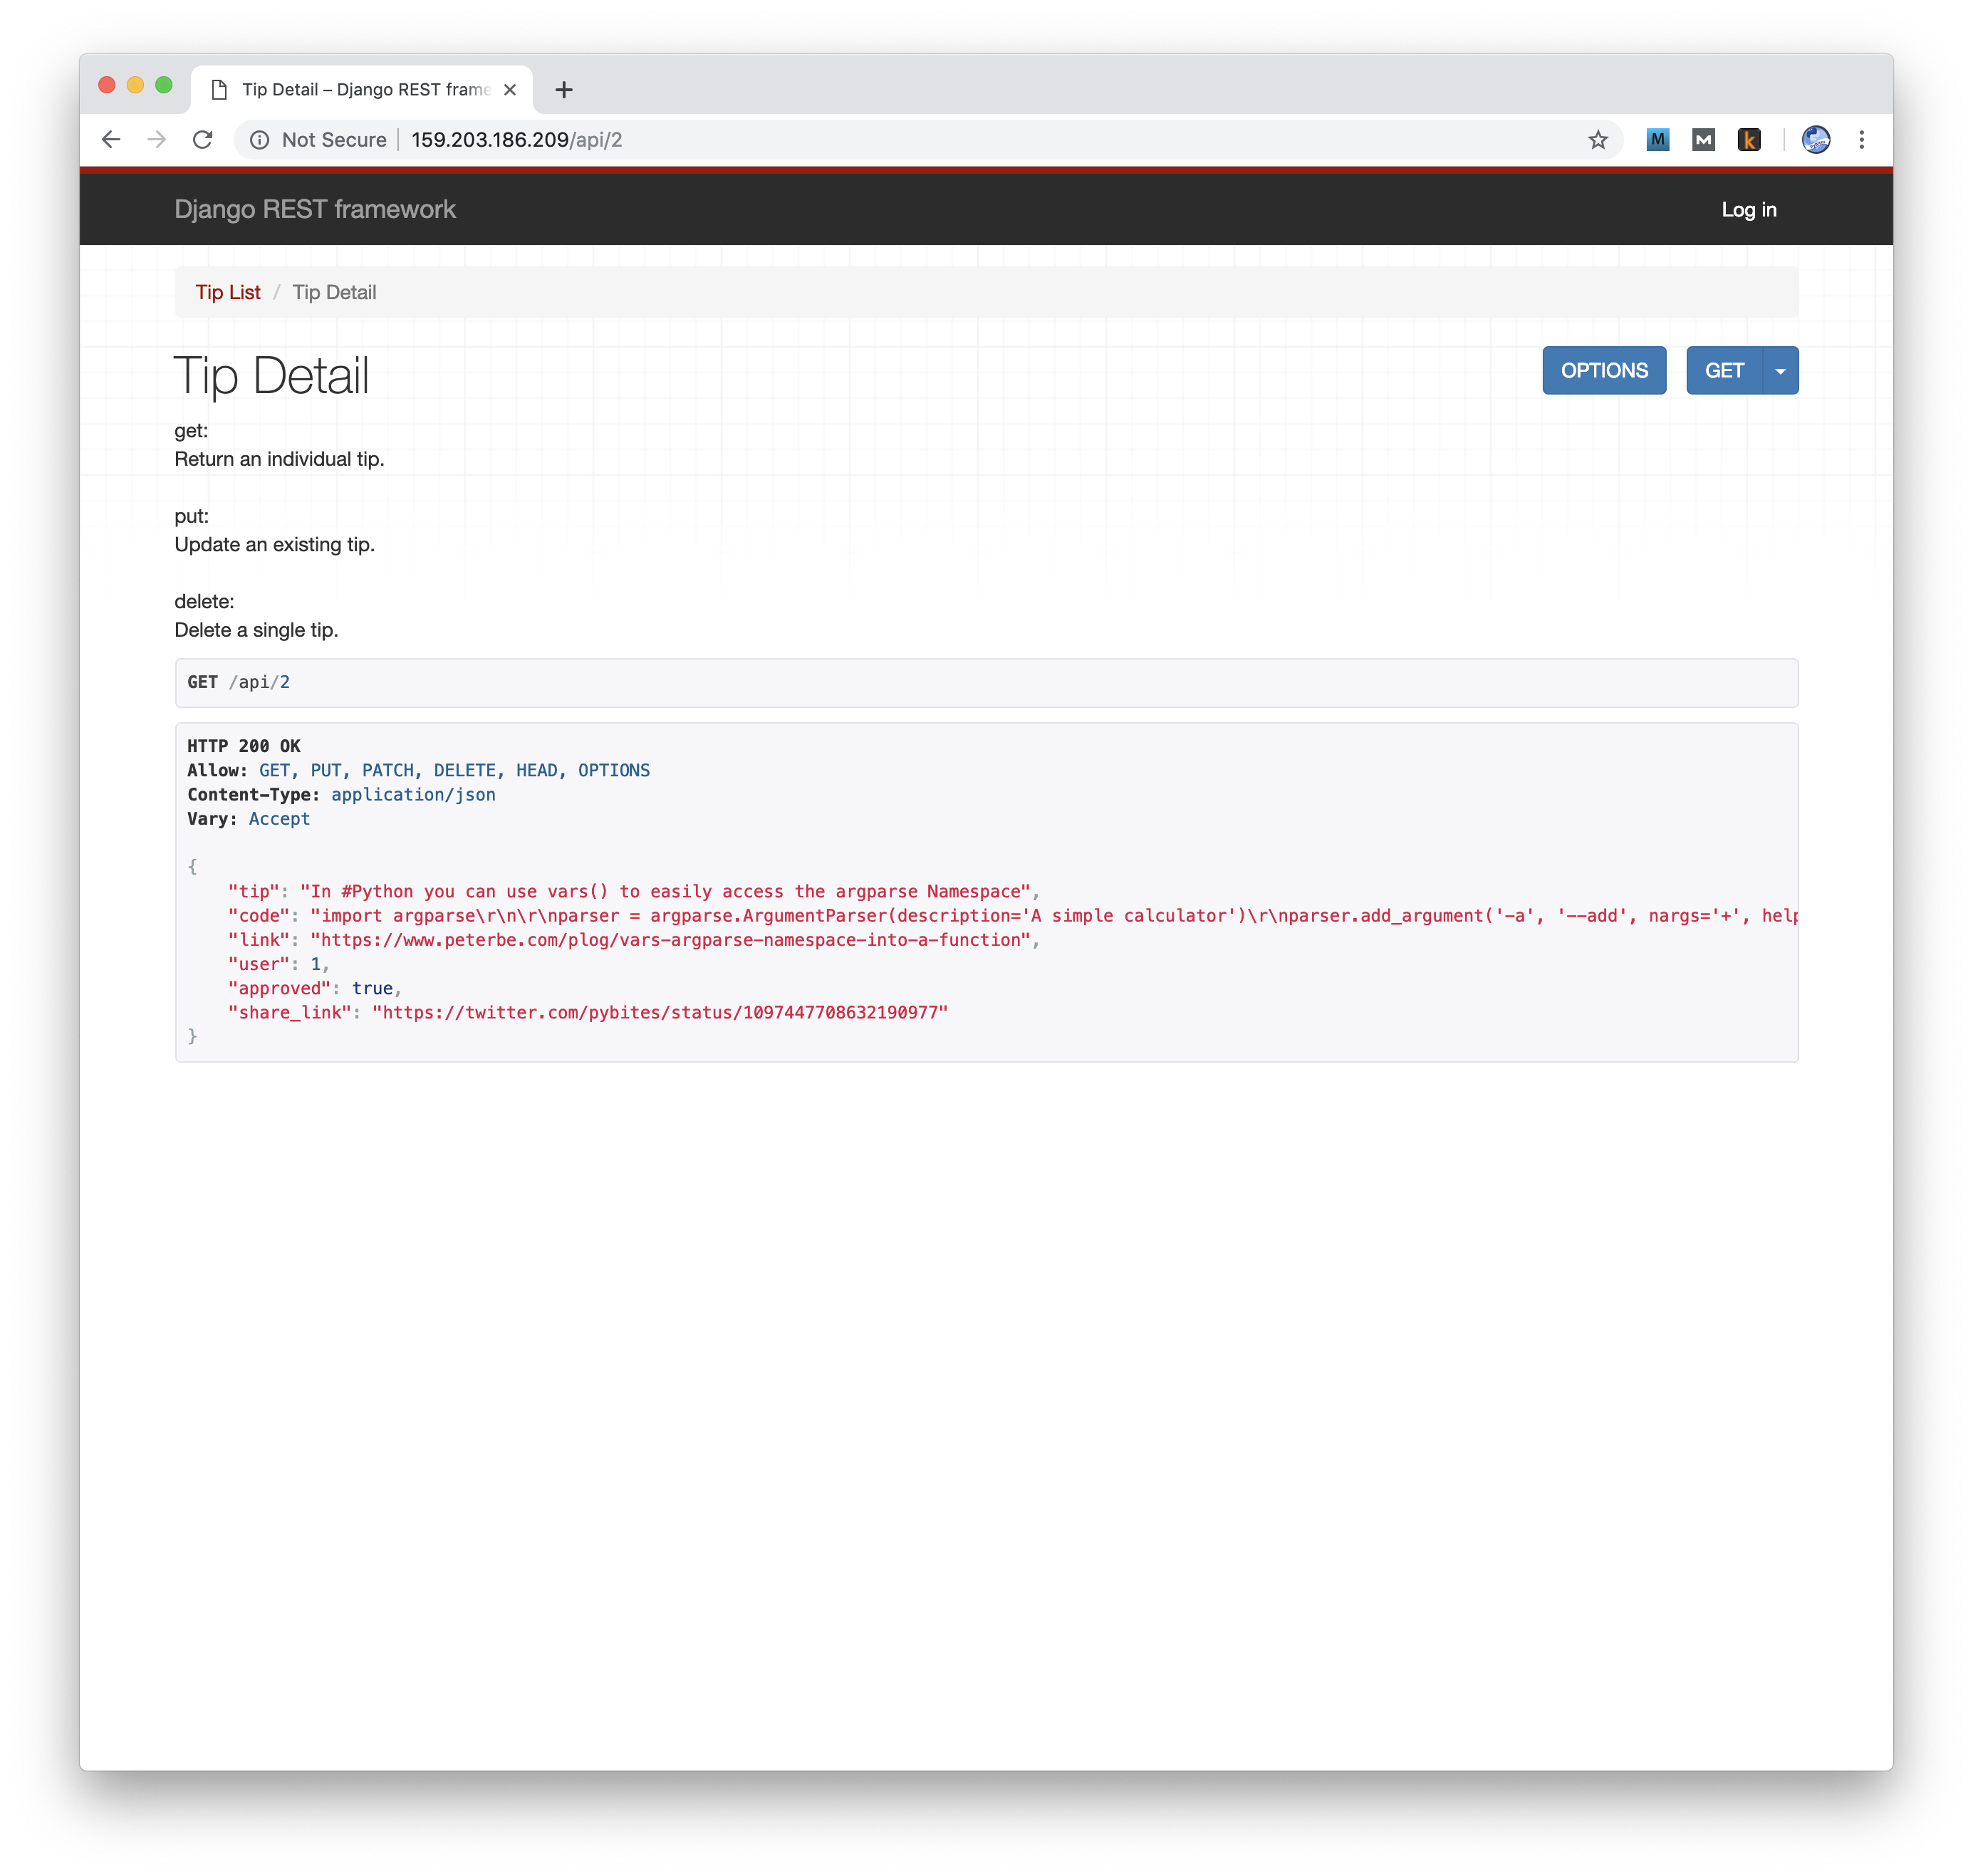 Tip Detail – Django REST frame
Not Secure | 159.203.186.209/api/2
M
M
k
Django REST framework
Log in
Tip List / Tip Detail
Tip Detail
OPTIONS
GET
get:
Return an individual tip.
put:
Update an existing tip.
delete:
Delete a single tip.
GET /api/2
HTTP 200 OK
Allow: GET, PUT, PATCH, DELETE, HEAD, OPTIONS
Content-Type: application/json
Vary: Accept
{
"tip": "In #Python you can use vars() to easily access the argparse Namespace",
"code": "import argparse\r\n\r\nparser = argparse.ArgumentParser(description='A simple calculator')\r\nparser.add_argument('-a', '--add', nargs='+', help
"link": "https://www.peterbe.com/plog/vars-argparse-namespace-into-a-function",
"user": 1,
"approved": true,
"share_link": "https://twitter.com/pybites/status/1097447708632190977"
}